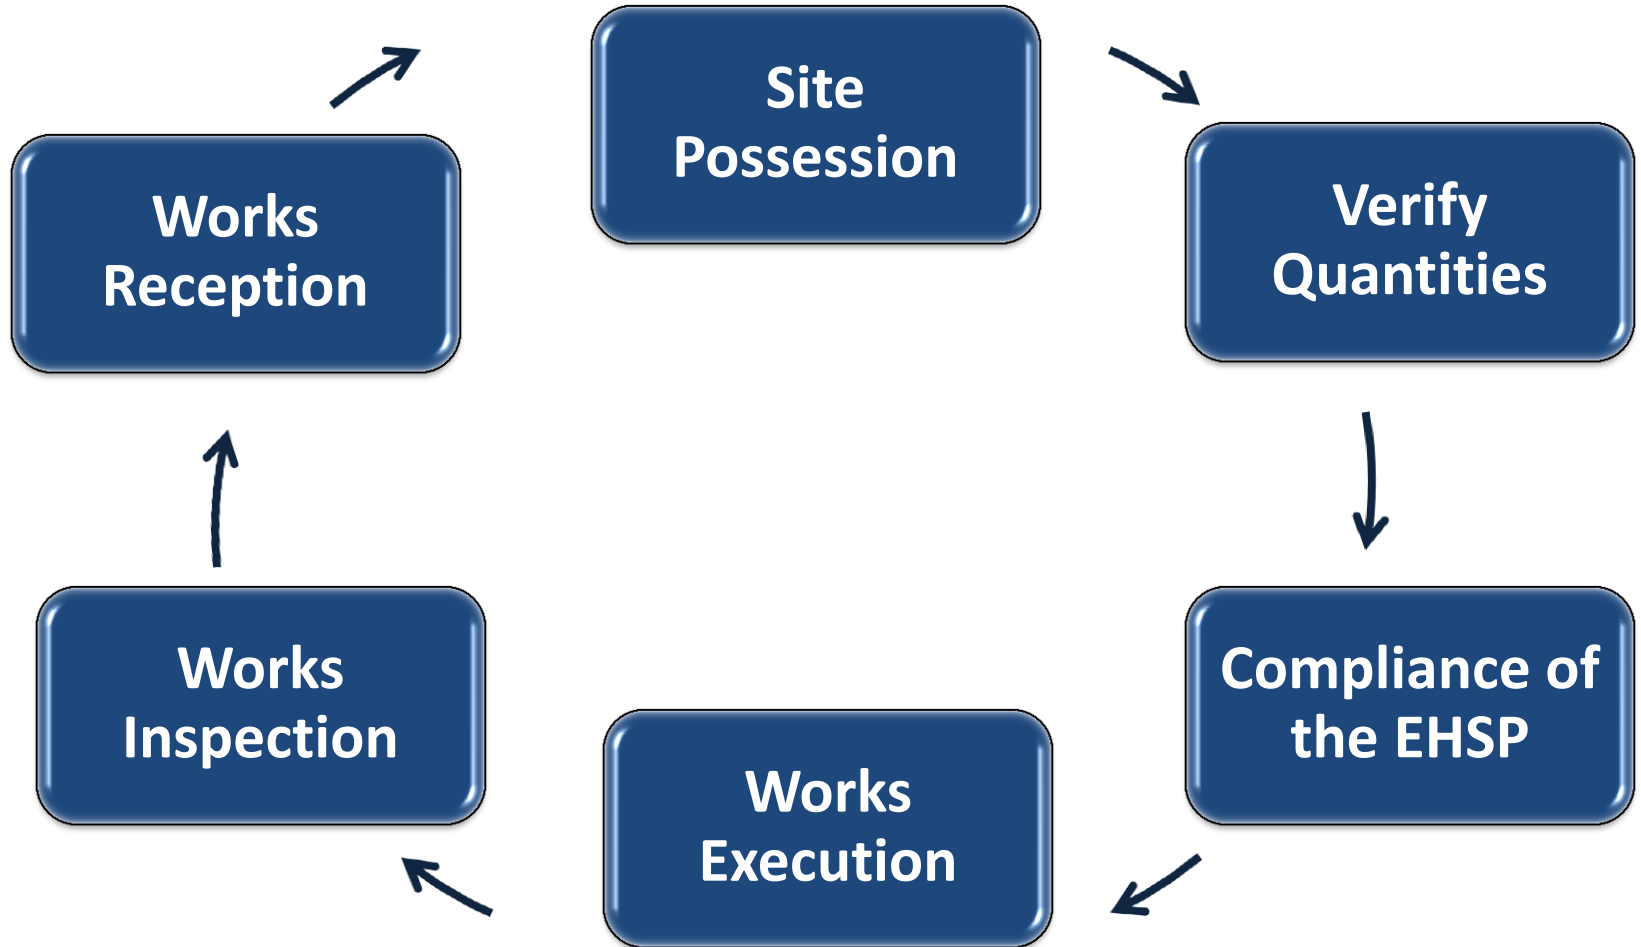 Site
Possession
Verify
Quantities
Compliance of
the EHSP
Works
Execution
Works
Inspection
Works
Reception